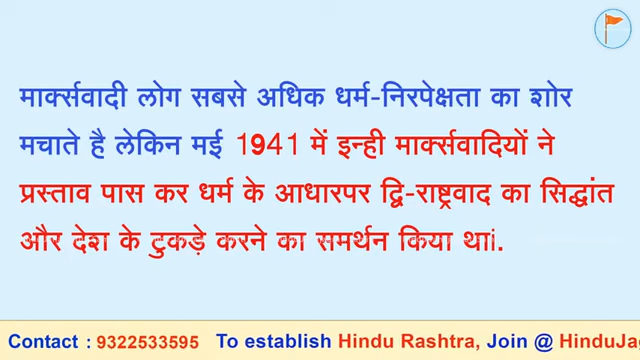 मार्क्सवादी लोग सबसे अधिक धर्म-निरपेक्षता का शोर
मचाते है लेकिन मई 1941 में इन्ही मार्क्सवादियों ने
प्रस्ताव पास कर धर्म के आधारपर द्वि-राष्ट्रवाद का सिद्धांत
और देश के टुकड़े करने का समर्थन किया थाi.
Contact : 9322533595 To establish Hindu Rashtra, Join @ HinduJa